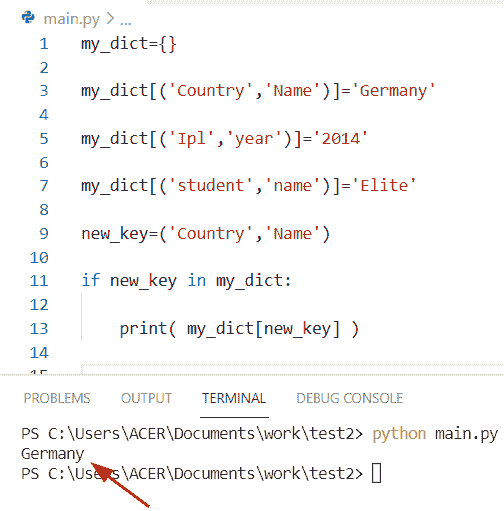 main.py > ...
1 my_dict={}
2
3 my_dict[('Country','Name')]='Germany'
4
5 my_dict[('Ipl','year')]='2014'
6
7 my_dict[('student','name')]='Elite'
8
9 new_key=('Country','Name')
10
11 if new_key in my_dict:
12
13     print( my_dict[new_key] )
14
15
PROBLEMS OUTPUT TERMINAL DEBUG CONSOLE
PS C:\Users\ACER\Documents\work\test2> python main.py
Germany
PS C:\Users\ACER\Documents\work\test2>